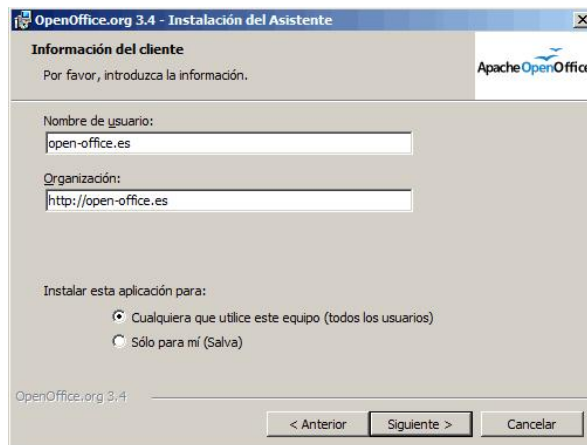 OpenOffice.org 3.4 - Instalación del Asistente
Información del cliente
Por favor, introduzca la información.
Apache OpenOffice
Nombre de usuario:
open-office.es
Organización:
http://open-office.es
Instalar esta aplicación para:
Cualquiera que utilice este equipo (todos los usuarios)
Sólo para mí (Salva)
OpenOffice.org 3.4
< Anterior
Siguiente >
Cancelar